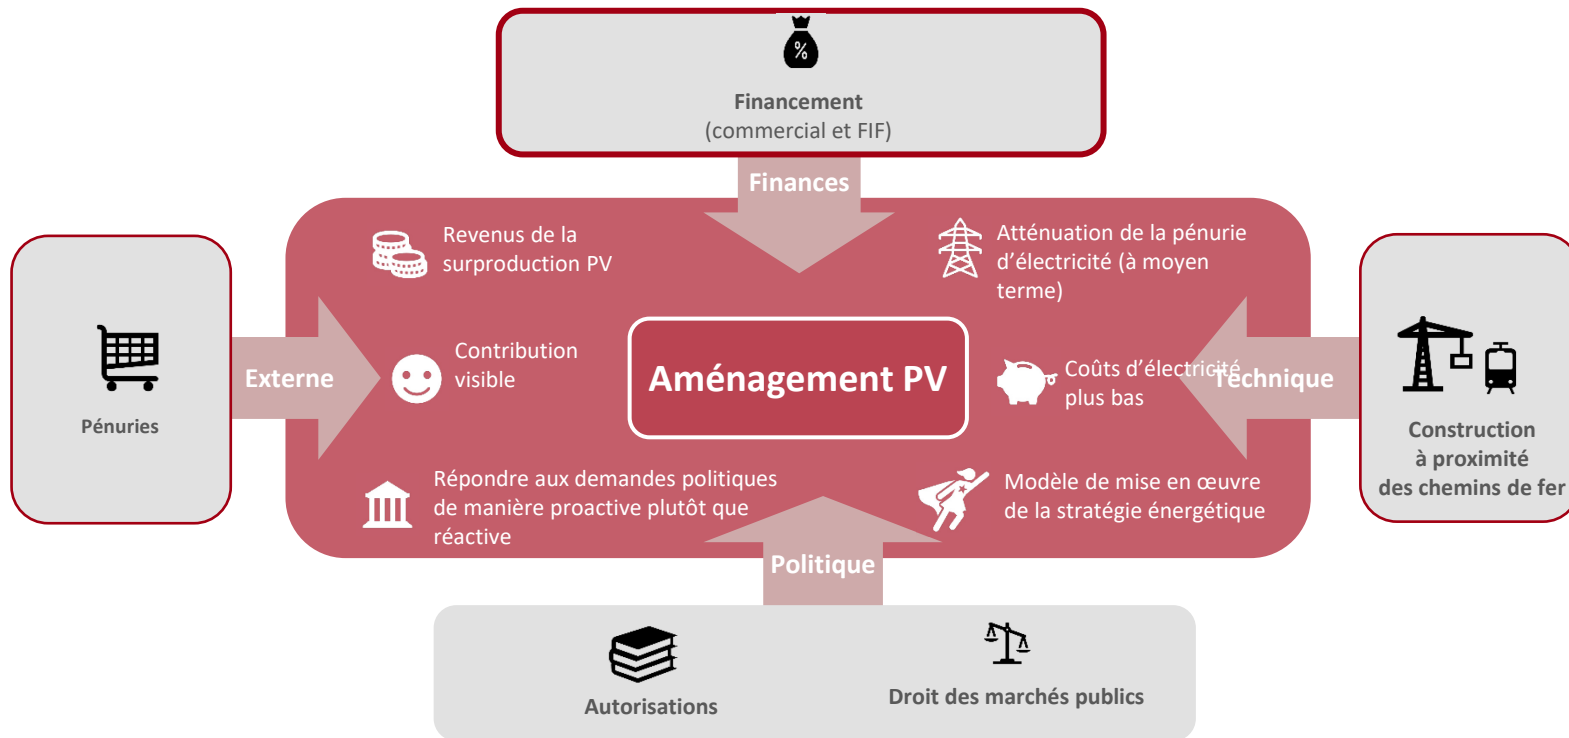 %
Financement
(commercial et FIF)
Finances
Revenus de la
surproduction PV
Atténuation de la pénurie
d’électricité (à moyen
terme)
Pénuries
Externe
Contribution
visible
Aménagement PV
Coûts d’électricité
plus bas
Technique
Construction
à proximité
des chemins de fer
Répondre aux demandes politiques
de manière proactive plutôt que
réactive
Modèle de mise en œuvre
de la stratégie énergétique
Politique
Autorisations
Droit des marchés publics